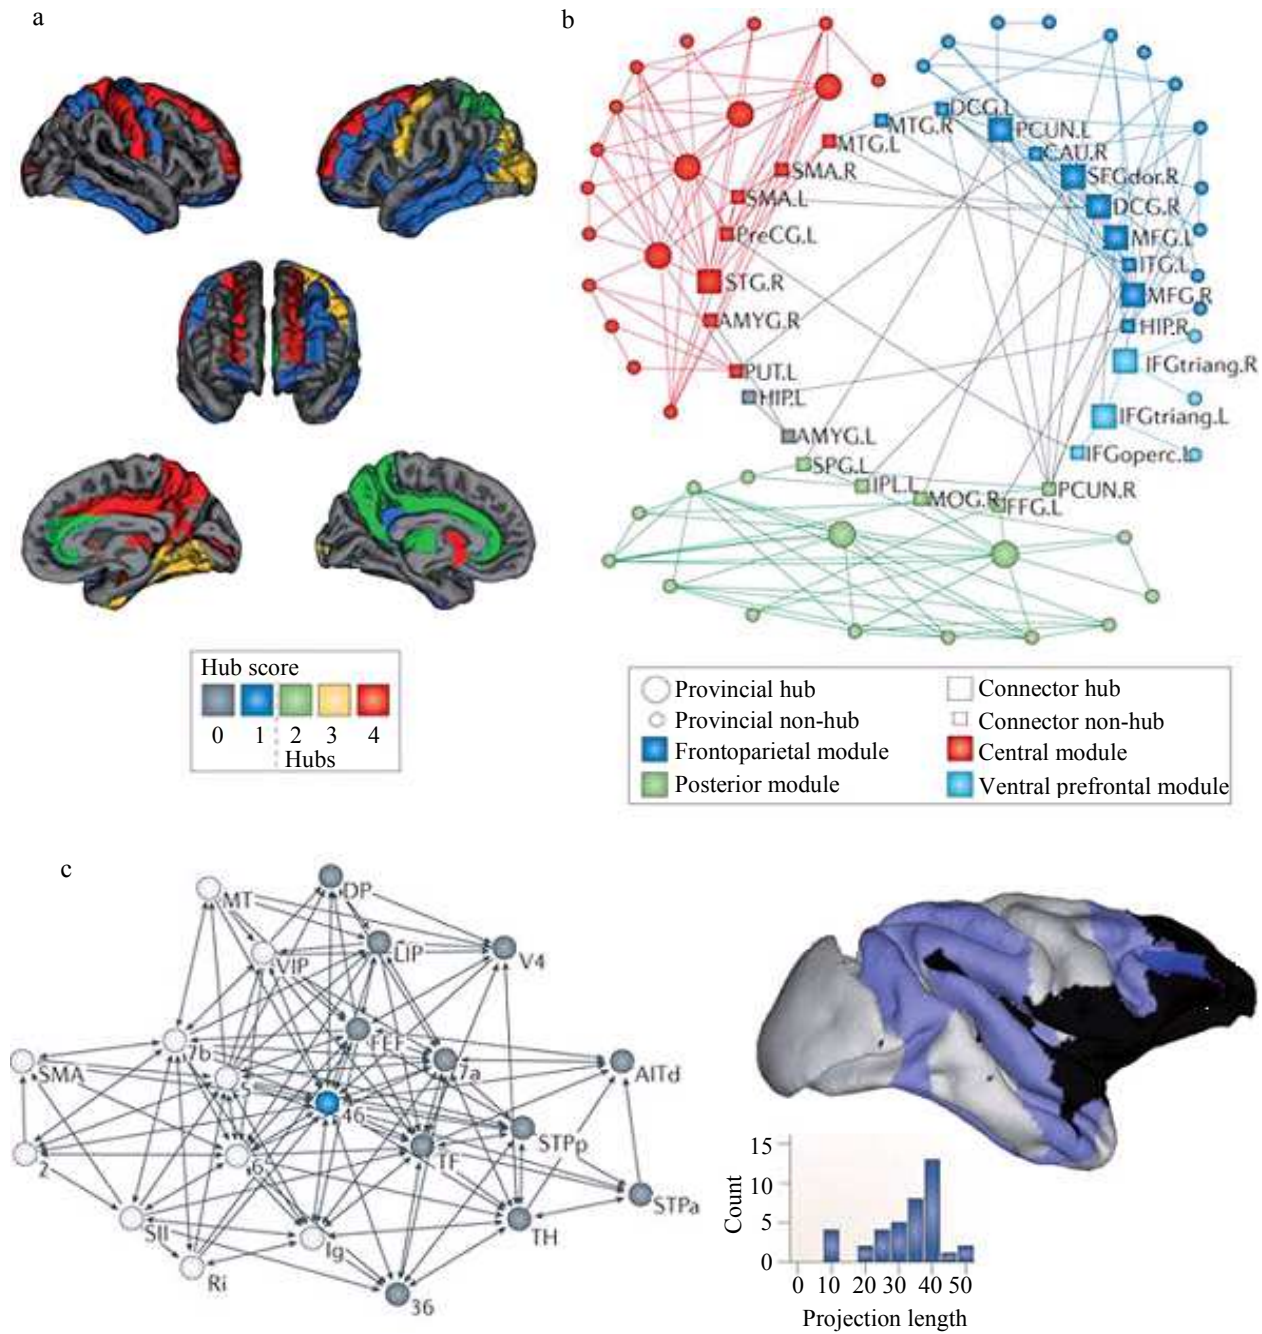 a
b
DCG.L
MTG.R
PCUN.L
MTG.L
CAU.R
SMA.R
SFGdor.R
SMA.L
DCG.R
PreCG.L
MFG.L
ITG.L
STG.R
MFG.R
AMYG.R
HIP.R
PUT.L
IFGtriang.R
HIP.L
IFGtriang.L
AMYG.L
IFGoperc.L
SPG.L
IPL.L
PCUN.R
MOG.R
FFG.L
Hub score
0 1 2 3 4
Hubs
Provincial hub
Connector hub
Provincial non-hub
Connector non-hub
Frontoparietal module
Central module
Posterior module
Ventral prefrontal module
c
DP
MT
LIP
V4
VIP
FEF
7b
7a
SMA
AITd
5
46
STPp
TF
2
6
STPa
SII
TH
Ig
Ri
36
Count
15
10
5
0
0 10 20 30 40 50
Projection length